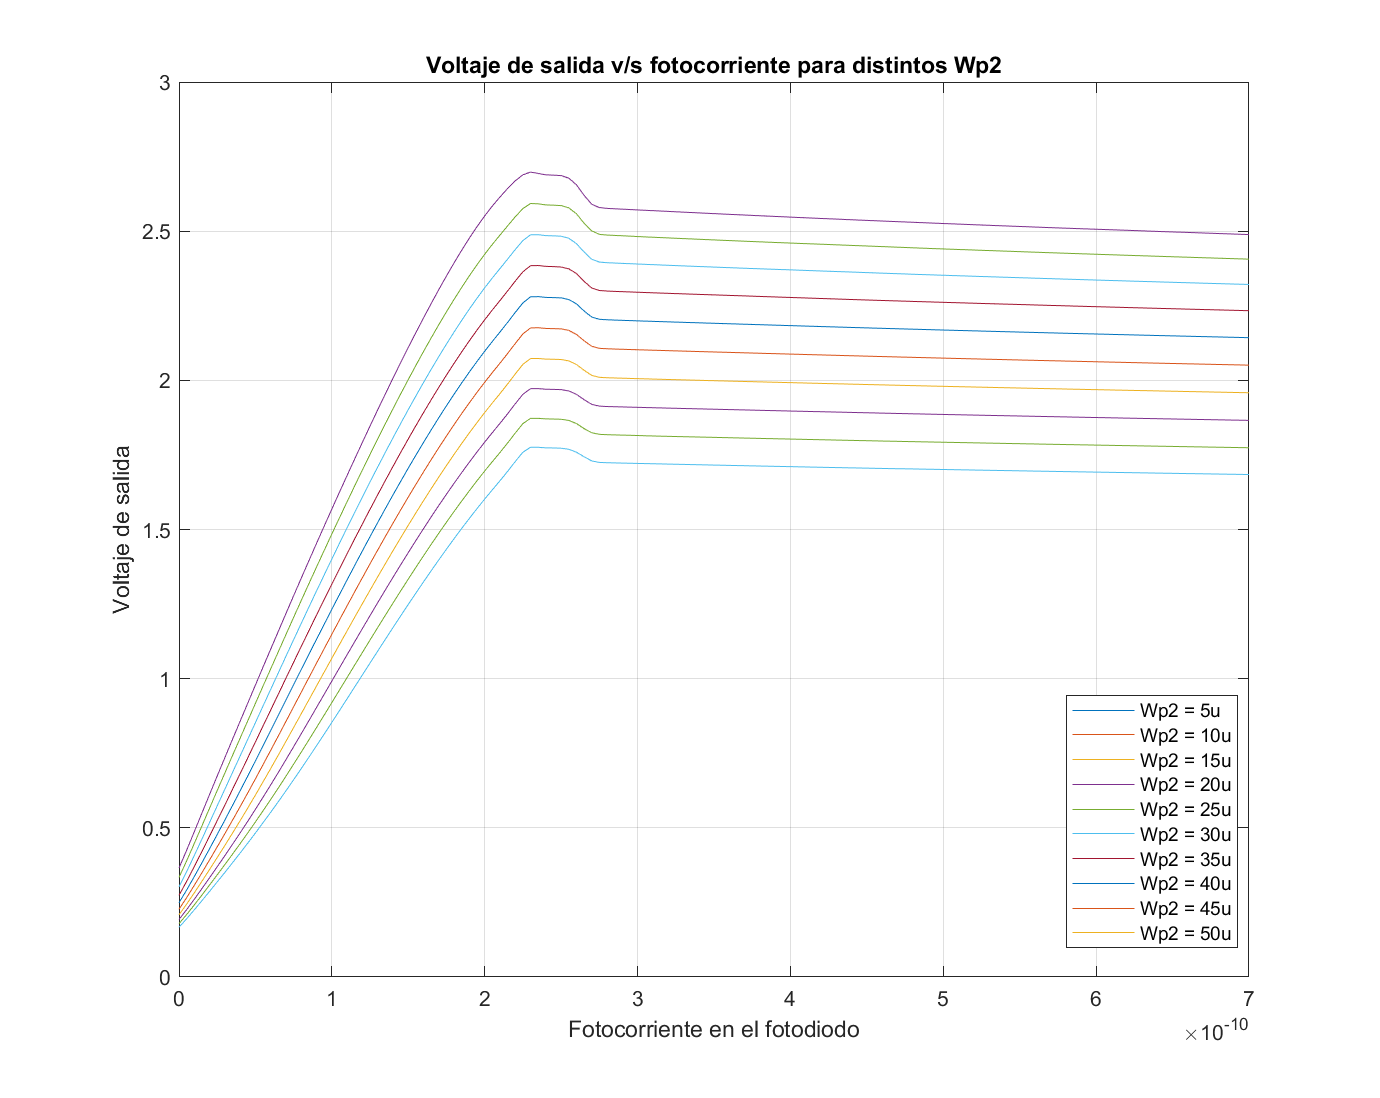 Voltaje de salida v/s fotocorriente para distintos Wp2
3
2.5
2
1.5
1
0.5
0
Voltaje de salida
Wp2 = 5u
Wp2 = 10u
Wp2 = 15u
Wp2 = 20u
Wp2 = 25u
Wp2 = 30u
Wp2 = 35u
Wp2 = 40u
Wp2 = 45u
Wp2 = 50u
0 1 2 3 4 5 6 7
×10-10
Fotocorriente en el fotodiodo